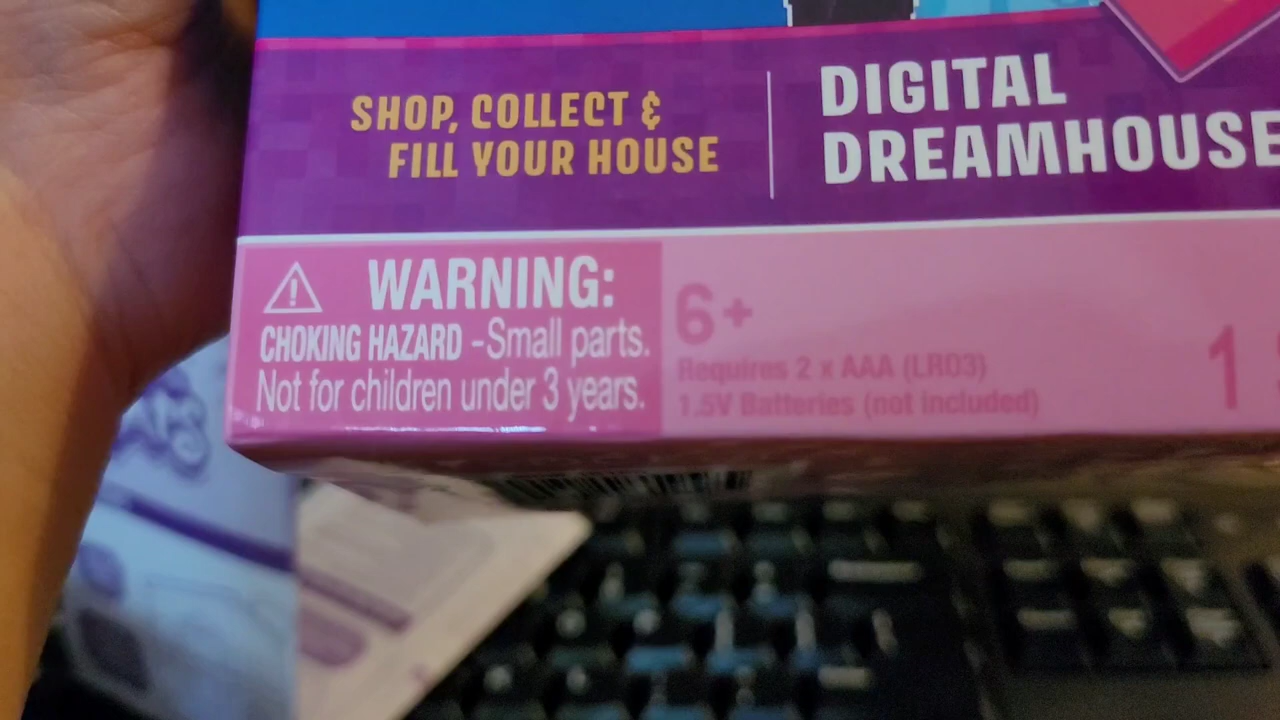 SHOP, COLLECT &
FILL YOUR HOUSE
DIGITAL
DREAMHOUSE
WARNING:
CHOKING HAZARD -Small parts.
Not for children under 3 years.
6+
Requires 2 x AAA (LR03)
1.5V Batteries (not included)
1